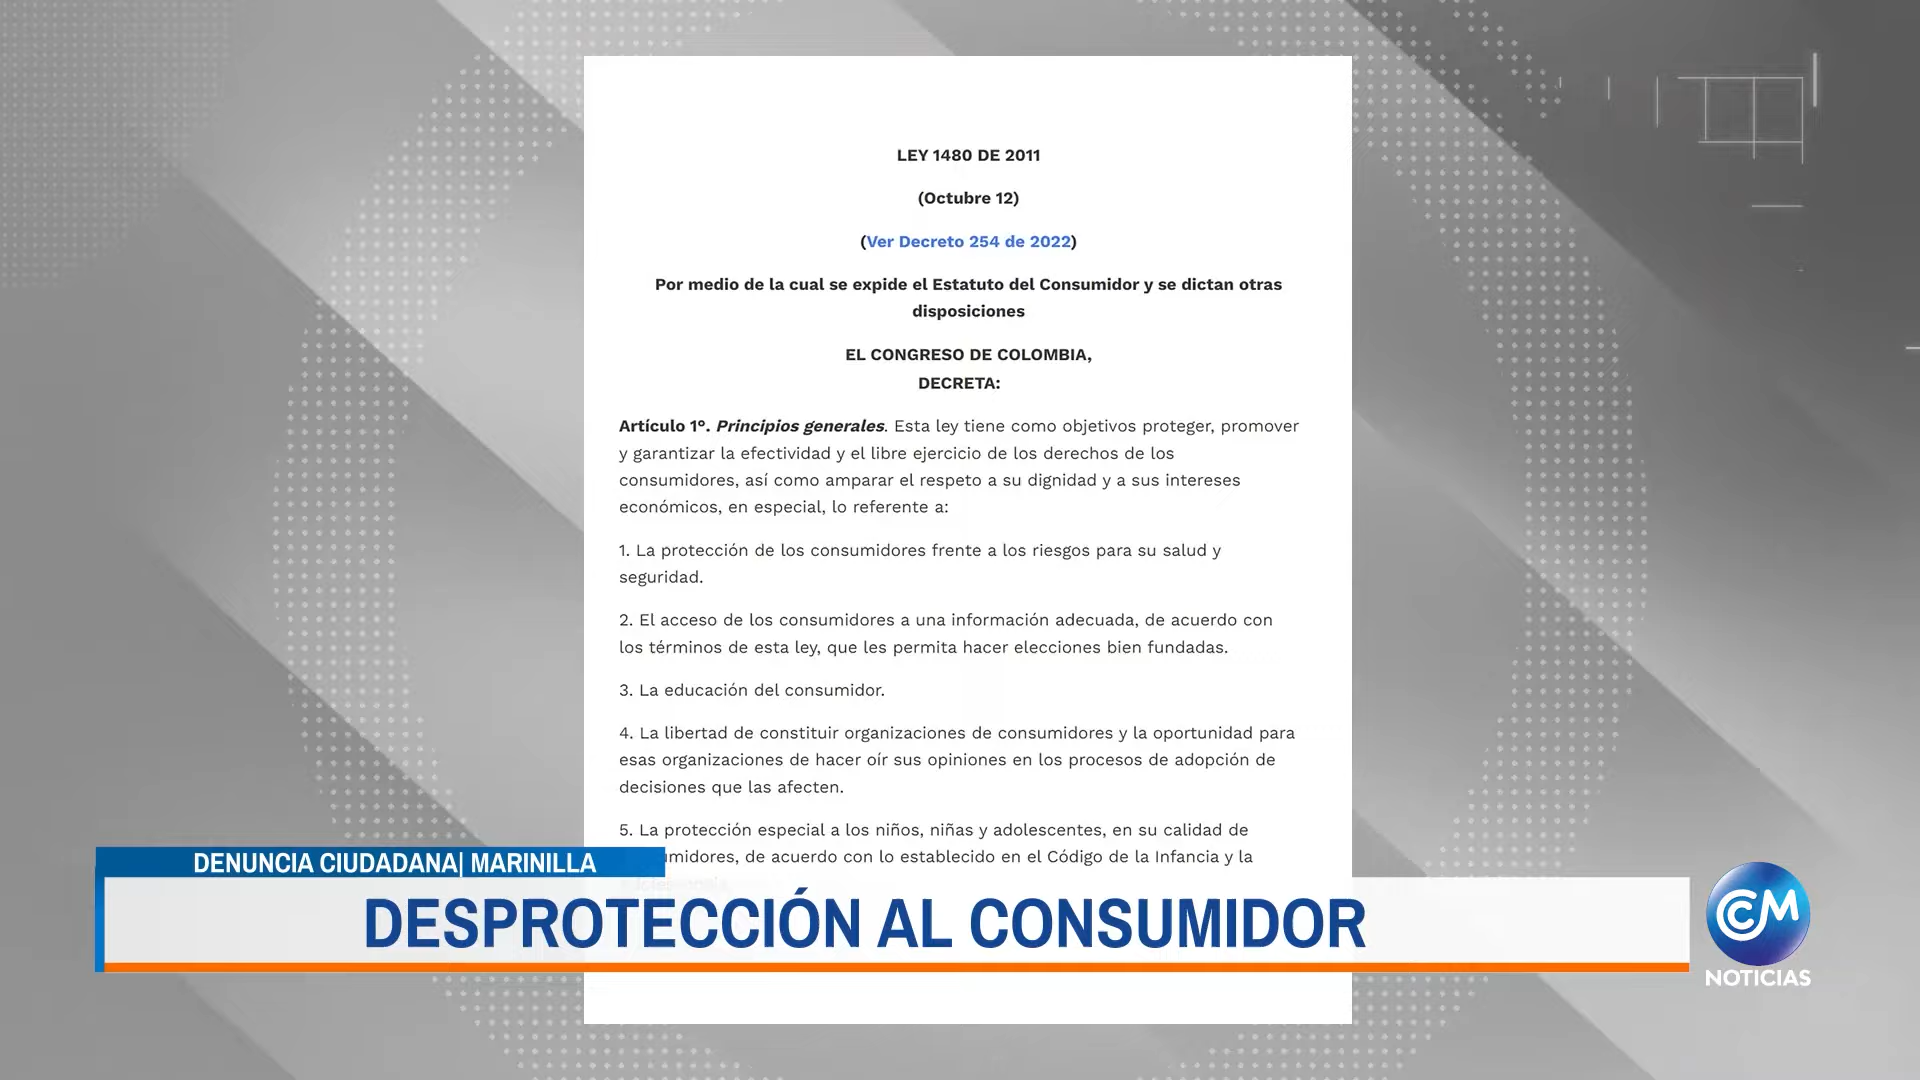 LEY 1480 DE 2011
(Octubre 12)
(Ver Decreto 254 de 2022)
Por medio de la cual se expide el Estatuto del Consumidor y se dictan otras
disposiciones
EL CONGRESO DE COLOMBIA,
DECRETA:
Artículo 1°. Principios generales. Esta ley tiene como objetivos proteger, promover
y garantizar la efectividad y el libre ejercicio de los derechos de los
consumidores, así como amparar el respeto a su dignidad y a sus intereses
económicos, en especial, lo referente a:
1. La protección de los consumidores frente a los riesgos para su salud y
seguridad.
2. El acceso de los consumidores a una información adecuada, de acuerdo con
los términos de esta ley, que les permita hacer elecciones bien fundadas.
3. La educación del consumidor.
4. La libertad de constituir organizaciones de consumidores y la oportunidad para
esas organizaciones de hacer oír sus opiniones en los procesos de adopción de
decisiones que las afecten.
5. La protección especial a los niños, niñas y adolescentes, en su calidad de
umidores, de acuerdo con lo establecido en el Código de la Infancia y la
DENUNCIA CIUDADANA| MARINILLA
DESPROTECCIÓN AL CONSUMIDOR
CM
NOTICIAS